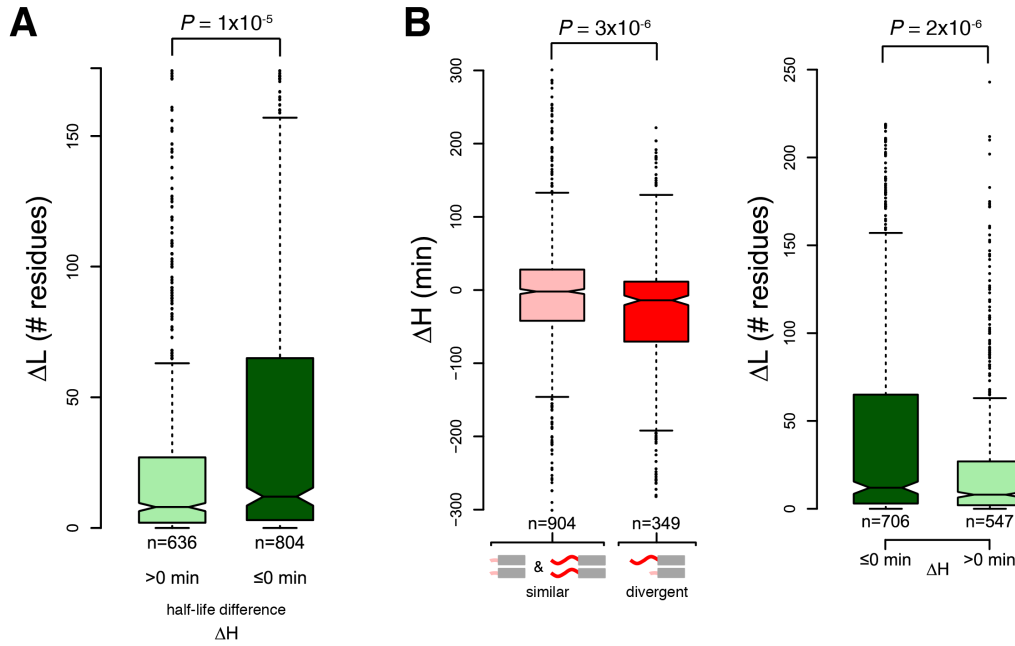 A
P = 1x10-5
ΔL (# residues)
150
100
50
0
n=636 n=804
>0 min ≤0 min
half-life difference
ΔH
B
P = 3x10-6
ΔH (min)
300
200
100
0
−100
−200
−300
n=904 n=349
&
similar divergent
P = 2x10-6
ΔL (# residues)
250
200
150
100
50
0
n=706 n=547
≤0 min >0 min
ΔH